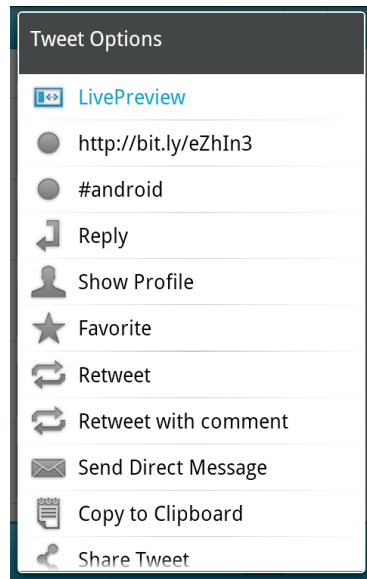 Tweet Options
LivePreview
http://bit.ly/eZhIn3
#android
Reply
Show Profile
Favorite
Retweet
Retweet with comment
Send Direct Message
Copy to Clipboard
Share Tweet